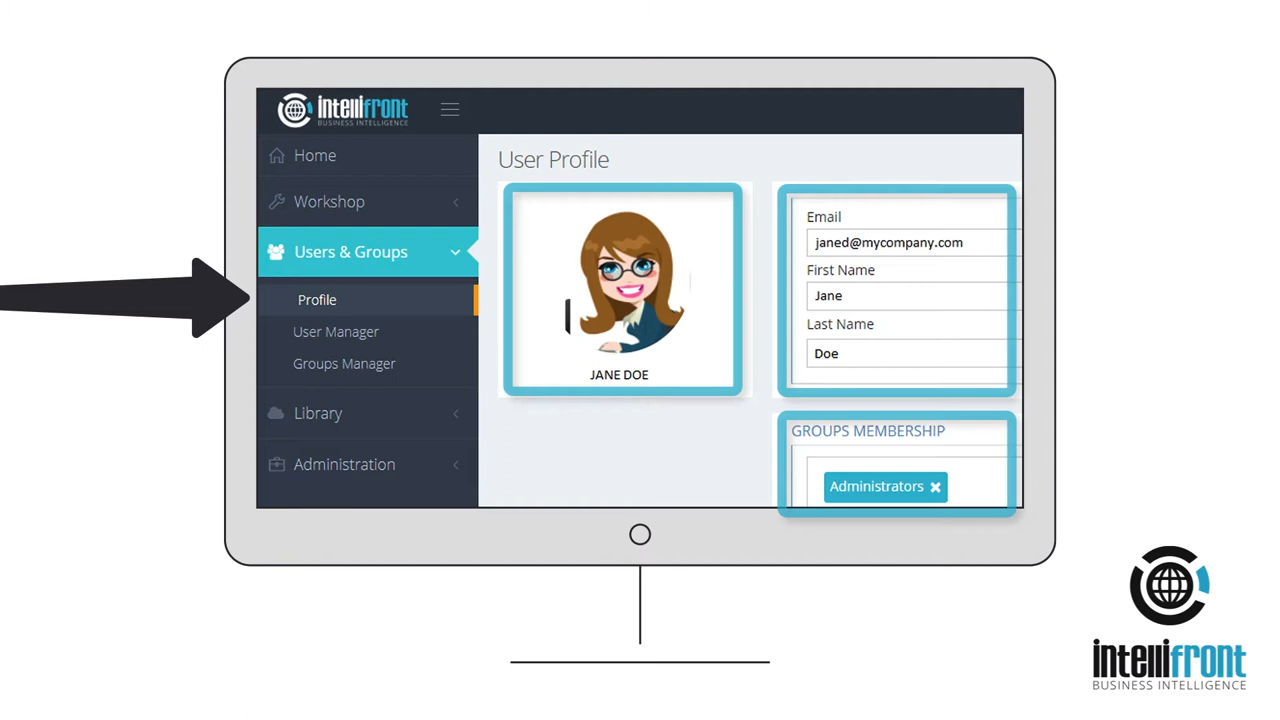 intellifront
BUSINESS INTELLIGENCE
Home
Workshop
Users & Groups
Profile
User Manager
Groups Manager
Library
Administration
User Profile
JANE DOE
Email
janed@mycompany.com
First Name
Jane
Last Name
Doe
GROUPS MEMBERSHIP
Administrators ×
intellifront
BUSINESS INTELLIGENCE